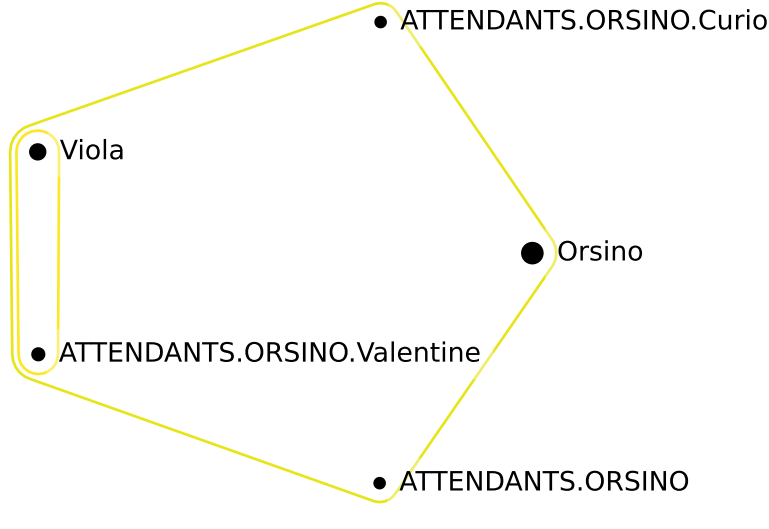 ATTENDANTS.ORSINO.Curio
Viola
Orsino
ATTENDANTS.ORSINO.Valentine
ATTENDANTS.ORSINO